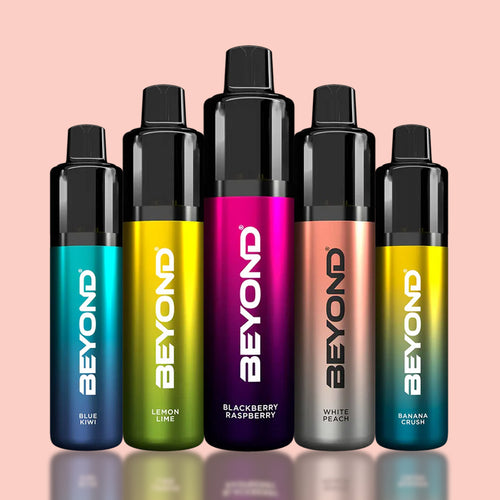 BEYOND®
BLUE
KIWI
BEYOND®
LEMON
LIME
BEYOND®
BLACKBERRY
RASPBERRY
BEYOND®
WHITE
PEACH
BEYOND®
BANANA
CRUSH